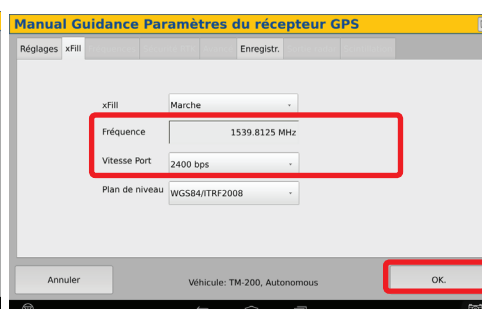 Manual Guidance Paramètres du récepteur GPS
Réglages xFill Enregistr.
xFill Marche
Fréquence 1539.8125 MHz
Vitesse Port 2400 bps
Plan de niveau WGS84/ITRF2008
Annuler Véhicule: TM-200, Autonomous OK.